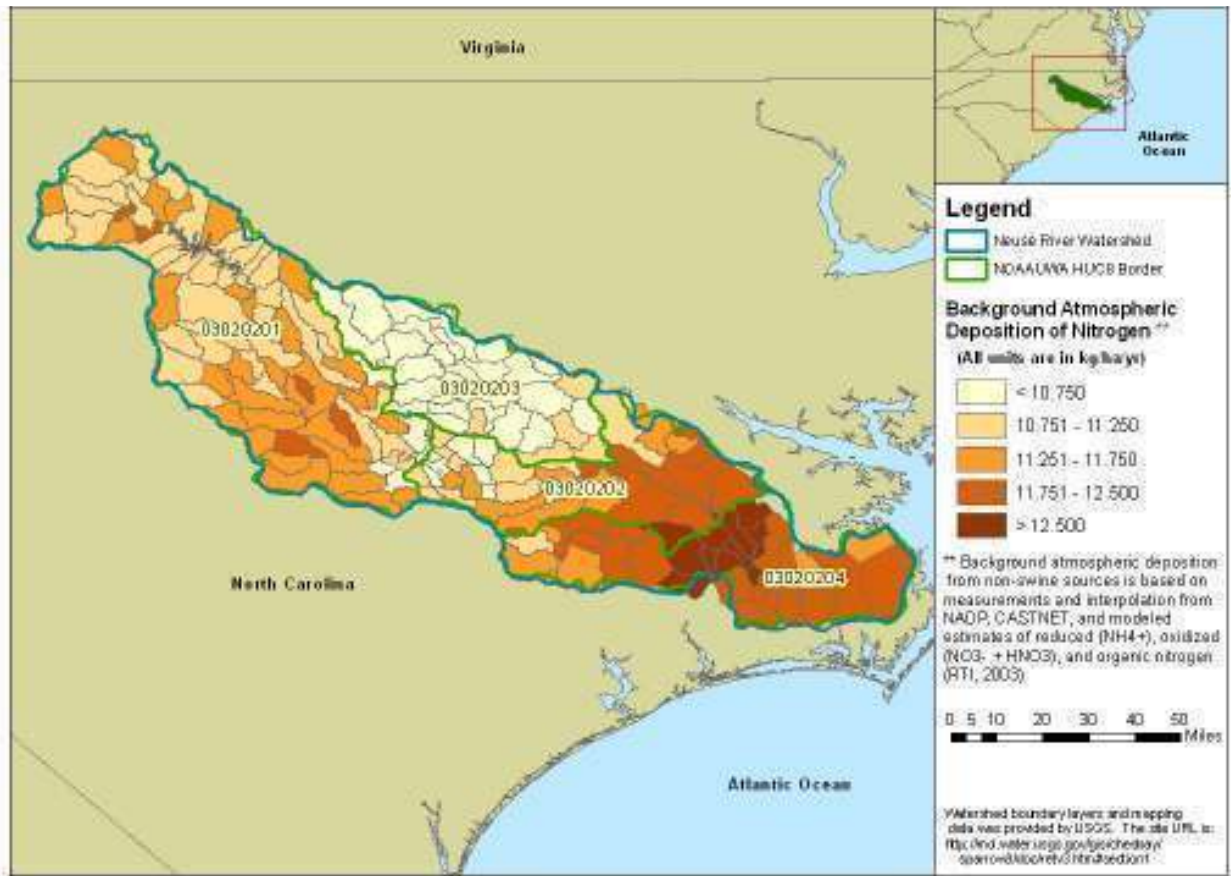 Virginia
03020201
03020203
03020202
03020204
North Carolina
Atlantic Ocean
Atlantic
Ocean
Legend
Neuse River Watershed
NOAAUWA HUC8 Border
Background Atmospheric
Deposition of Nitrogen **
(All units are in kg/ha/yr)
< 10.750
10.751 - 11.250
11.251 - 11.750
11.751 - 12.500
> 12.500
** Background atmospheric deposition
from non-swine sources is based on
measurements and interpolation from
NADP, CASTNET, and modeled
estimates of reduced (NH4+), oxidized
(NO3- + HNO3), and organic nitrogen
(RTI, 2003)
0 5 10 20 30 40 50
Miles
Watershed boundary layers and mapping
data was provided by USGS. The site URL is: